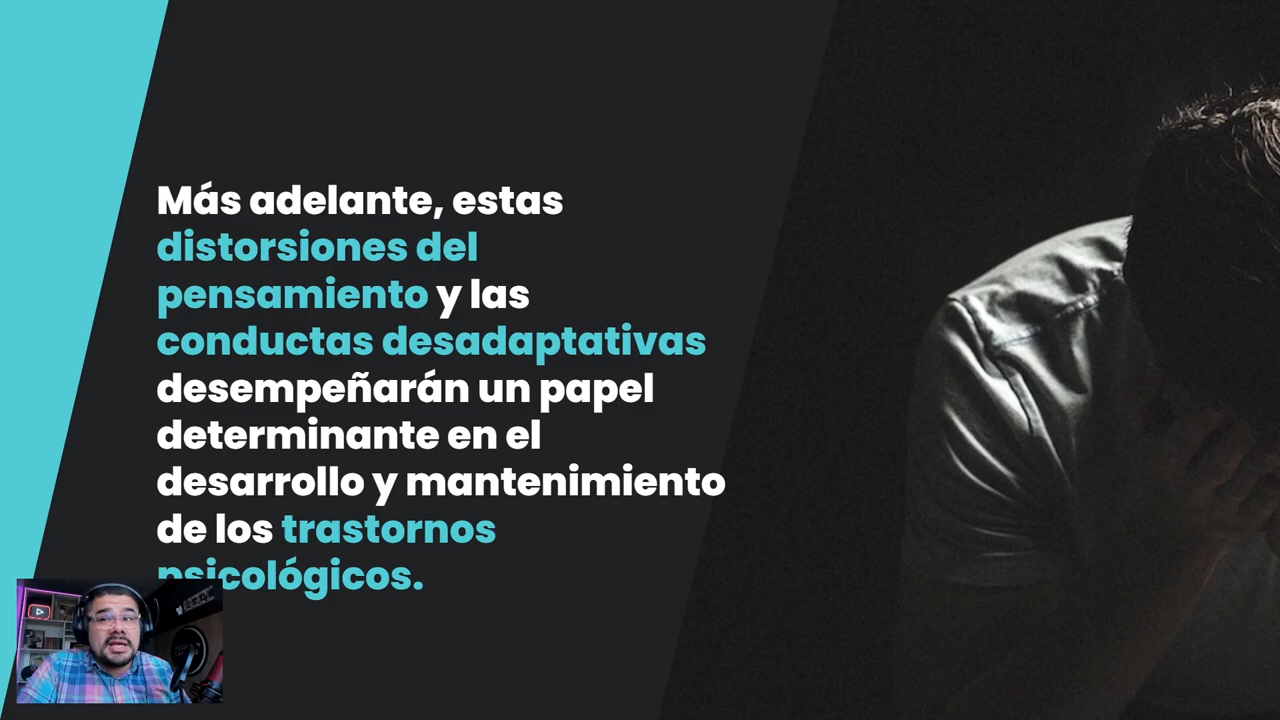 Más adelante, estas
distorsiones del
pensamiento y las
conductas desadaptativas
desempeñarán un papel
determinante en el
desarrollo y mantenimiento
de los trastornos
psicológicos.